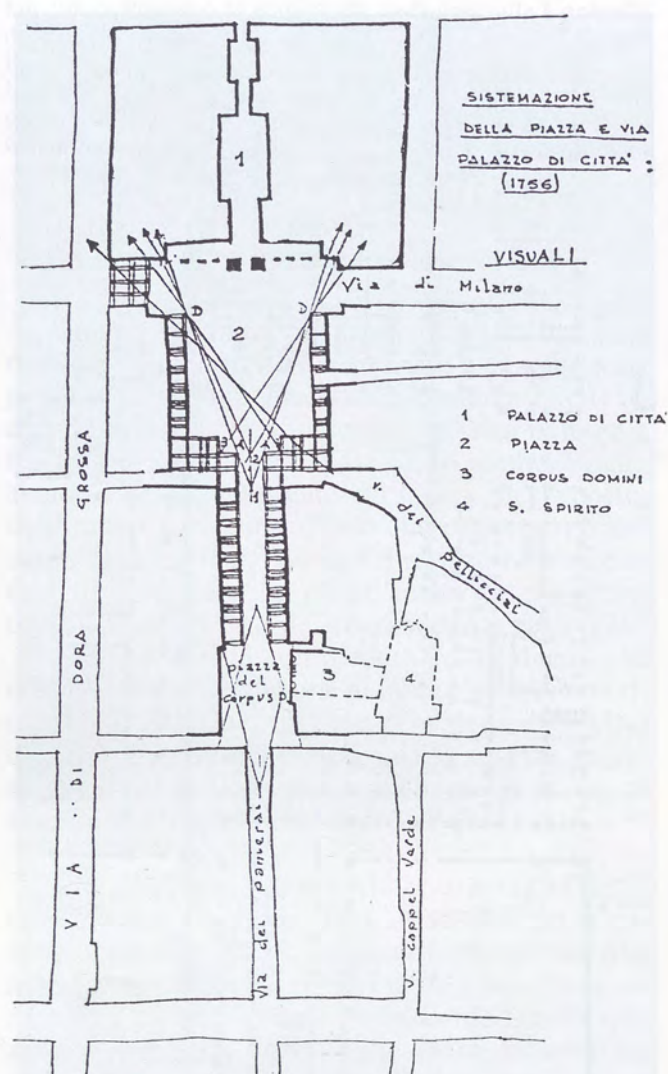 SISTEMAZIONE
DELLA PIAZZA E VIA
PALAZZO DI CITTA' :
(1756)
VISUALI
1
Via di Milano
D
D
2
1 PALAZZO DI CITTA'
2 PIAZZA
3 CORPUS DOMINI
4 S. SPIRITO
H
v. dei Pellicciai
piazza
del
Corpus D.
3
4
VIA DI DORA GROSSA
Via dei panierai
V. Cappel Verde